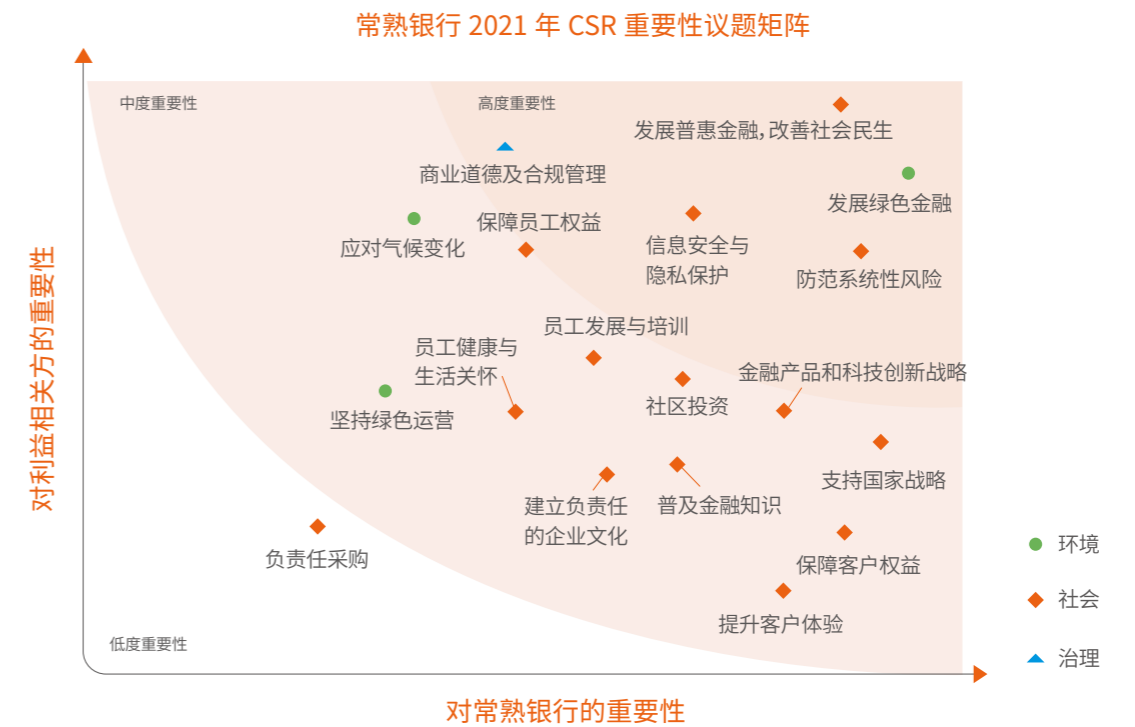 常熟银行 2021 年 CSR 重要性议题矩阵
中度重要性
高度重要性
发展普惠金融，改善社会民生
商业道德及合规管理
发展绿色金融
保障员工权益
应对气候变化
信息安全与
隐私保护
防范系统性风险
员工发展与培训
员工健康与
生活关怀
金融产品和科技创新战略
社区投资
坚持绿色运营
支持国家战略
建立负责任
的企业文化
普及金融知识
负责任采购
保障客户权益
提升客户体验
低度重要性
对利益相关方的重要性
对常熟银行的重要性
环境
社会
治理